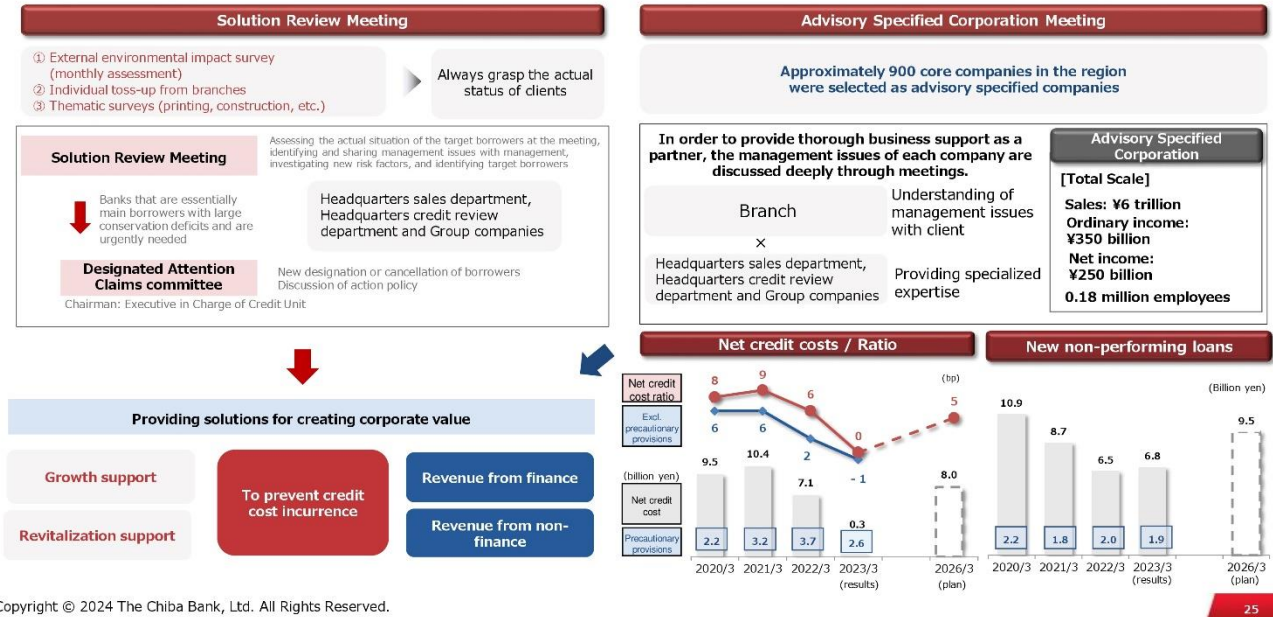 Solution Review Meeting
① External environmental impact survey
(monthly assessment)
② Individual toss-up from branches
③ Thematic surveys (printing, construction, etc.)
Always grasp the actual
status of clients
Solution Review Meeting
Assessing the actual situation of the target borrowers at the meeting,
identifying and sharing management issues with management,
investigating new risk factors, and identifying target borrowers
Banks that are essentially
main borrowers with large
conservation deficits and are
urgently needed
Headquarters sales department,
Headquarters credit review
department and Group companies
Designated Attention
Claims committee
New designation or cancellation of borrowers
Discussion of action policy
Chairman: Executive in Charge of Credit Unit
Advisory Specified Corporation Meeting
Approximately 900 core companies in the region
were selected as advisory specified companies
In order to provide thorough business support as a
partner, the management issues of each company are
discussed deeply through meetings.
Branch
Understanding of
management issues
with client
×
Headquarters sales department,
Headquarters credit review
department and Group companies
Providing specialized
expertise
Advisory Specified
Corporation
[Total Scale]
Sales: ¥6 trillion
Ordinary income:
¥350 billion
Net income:
¥250 billion
0.18 million employees
Providing solutions for creating corporate value
Growth support
Revitalization support
To prevent credit
cost incurrence
Revenue from finance
Revenue from non-
finance
Net credit costs / Ratio
Net credit
cost ratio
Excl.
precautionary
provisions
(bp)
8
9
6
0
5
6
6
2
- 1
(billion yen)
Net credit
cost
Precautionary
provisions
9.5
10.4
7.1
0.3
8.0
2.2
3.2
3.7
2.6
2020/3
2021/3
2022/3
2023/3
(results)
2026/3
(plan)
New non-performing loans
(Billion yen)
10.9
8.7
6.5
6.8
9.5
2.2
1.8
2.0
1.9
2020/3
2021/3
2022/3
2023/3
(results)
2026/3
(plan)
Copyright © 2024 The Chiba Bank, Ltd. All Rights Reserved.
25